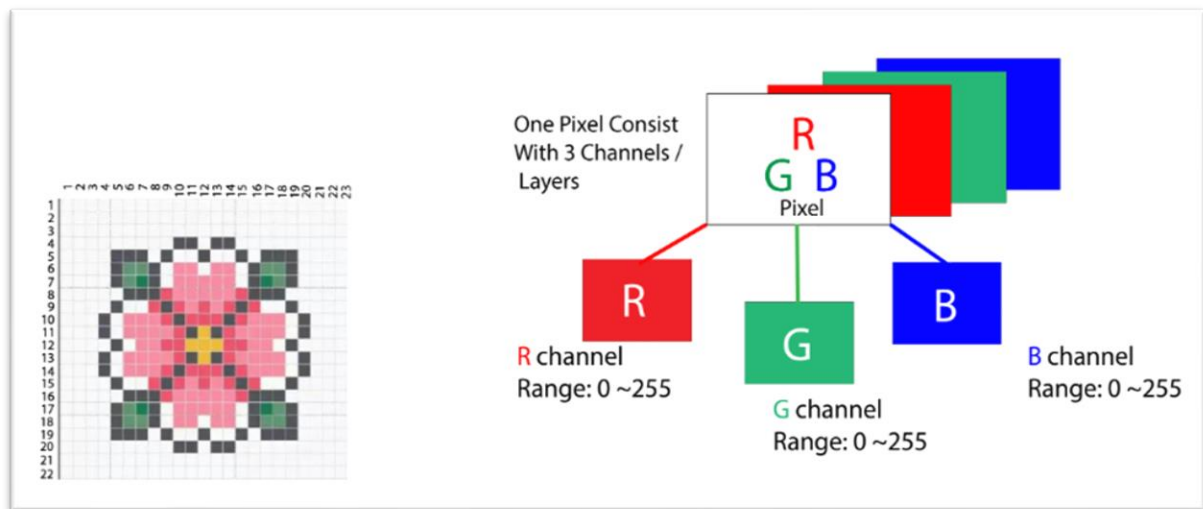 1 2 3 4 5 6 7 8 9 10 11 12 13 14 15 16 17 18 19 20 21 22 23
1
2
3
4
5
6
7
8
9
10
11
12
13
14
15
16
17
18
19
20
21
22
One Pixel Consist
With 3 Channels /
Layers
R
G B
Pixel
R
R channel
Range: 0 ~255
G
G channel
Range: 0 ~255
B
B channel
Range: 0 ~255